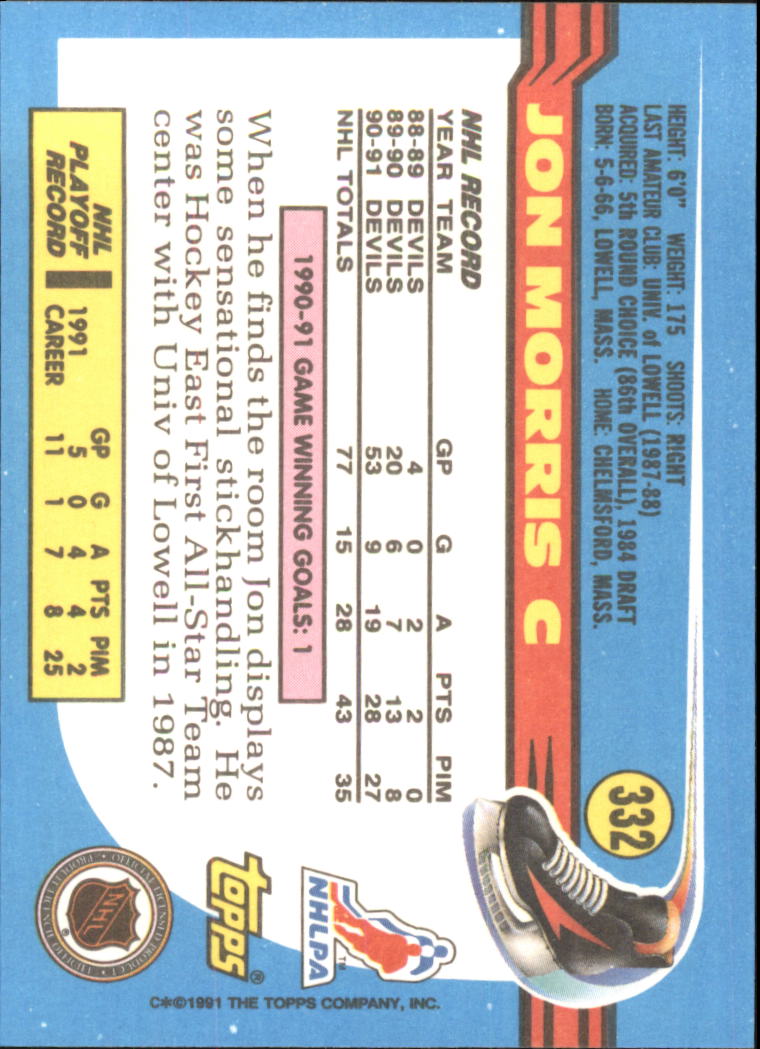 HEIGHT: 6'0" WEIGHT: 175 SHOOTS: RIGHT
LAST AMATEUR CLUB: UNIV. of LOWELL (1987-88)
ACQUIRED: 5th ROUND CHOICE (86th OVERALL), 1984 DRAFT
BORN: 5-6-66, LOWELL, MASS. HOME: CHELMSFORD, MASS.
332
JON MORRIS C
NHL RECORD
YEAR TEAM GP G A PTS PIM
88-89 DEVILS 4 0 2 2 0
89-90 DEVILS 20 6 7 13 8
90-91 DEVILS 53 9 19 28 27
NHL TOTALS 77 15 28 43 35
1990-91 GAME WINNING GOALS: 1
When he finds the room Jon displays
some sensational stickhandling. He
was Hockey East First All-Star Team
center with Univ of Lowell in 1987.
NHL PLAYOFF RECORD
GP G A PTS PIM
1991 5 0 4 4 2
CAREER 11 1 7 8 25
NHLPA™
TOPPS®
NHL ®
C*©1991 THE TOPPS COMPANY, INC.